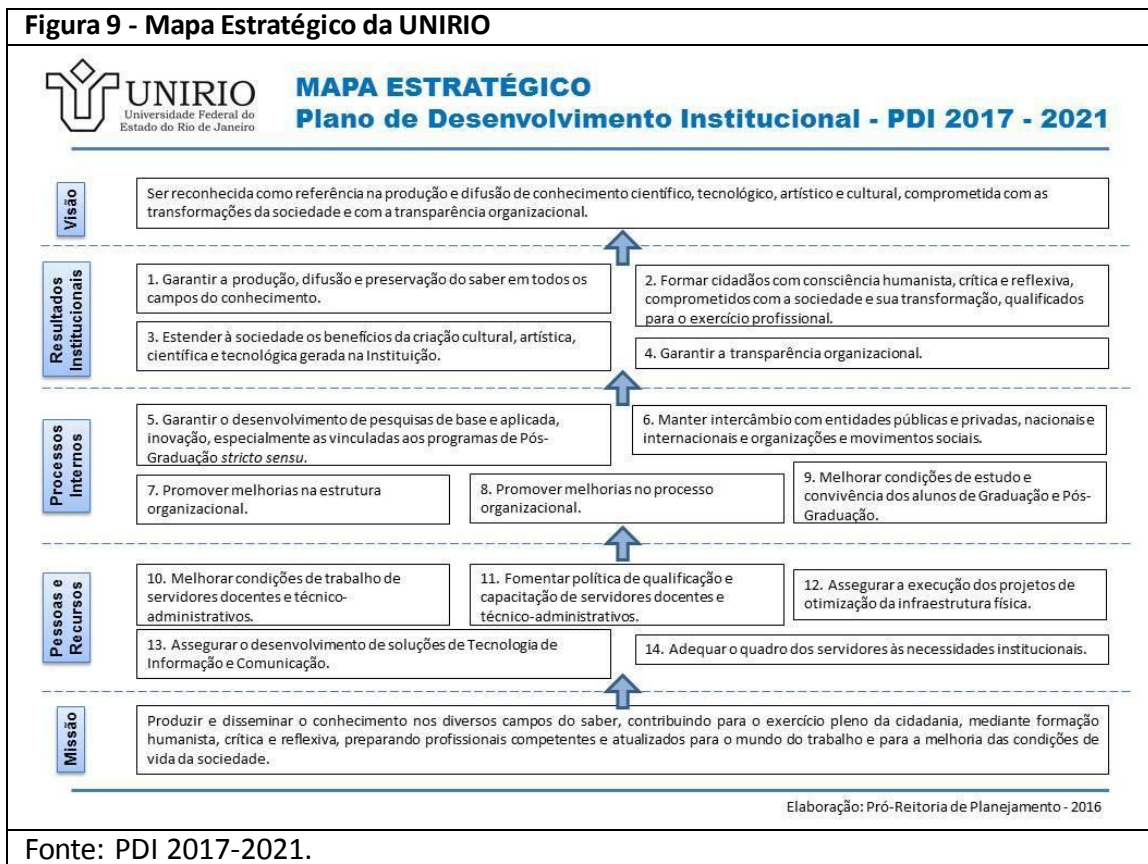 Figura 9 - Mapa Estratégico da UNIRIO
UNIRIO
Universidade Federal do
Estado do Rio de Janeiro
MAPA ESTRATÉGICO
Plano de Desenvolvimento Institucional - PDI 2017 - 2021
Visão
Ser reconhecida como referência na produção e difusão de conhecimento científico, tecnológico, artístico e cultural, comprometida com as
transformações da sociedade e com a transparência organizacional.
Resultados
Institucionais
1. Garantir a produção, difusão e preservação do saber em todos os
campos do conhecimento.
2. Formar cidadãos com consciência humanista, crítica e reflexiva,
comprometidos com a sociedade e sua transformação, qualificados
para o exercício profissional.
3. Estender à sociedade os benefícios da criação cultural, artística,
científica e tecnológica gerada na Instituição.
4. Garantir a transparência organizacional.
Processos
Internos
5. Garantir o desenvolvimento de pesquisas de base e aplicada,
inovação, especialmente as vinculadas aos programas de Pós-
Graduação stricto sensu.
6. Manter intercâmbio com entidades públicas e privadas, nacionais e
internacionais e organizações e movimentos sociais.
7. Promover melhorias na estrutura
organizacional.
8. Promover melhorias no processo
organizacional.
9. Melhorar condições de estudo e
convivência dos alunos de Graduação e Pós-
Graduação.
Pessoas e
Recursos
10. Melhorar condições de trabalho de
servidores docentes e técnico-
administrativos.
11. Fomentar política de qualificação e
capacitação de servidores docentes e
técnico-administrativos.
12. Assegurar a execução dos projetos de
otimização da infraestrutura física.
13. Assegurar o desenvolvimento de soluções de Tecnologia de
Informação e Comunicação.
14. Adequar o quadro dos servidores às necessidades institucionais.
Missão
Produzir e disseminar o conhecimento nos diversos campos do saber, contribuindo para o exercício pleno da cidadania, mediante formação
humanista, crítica e reflexiva, preparando profissionais competentes e atualizados para o mundo do trabalho e para a melhoria das condições de
vida da sociedade.
Elaboração: Pró-Reitoria de Planejamento - 2016
Fonte: PDI 2017-2021.